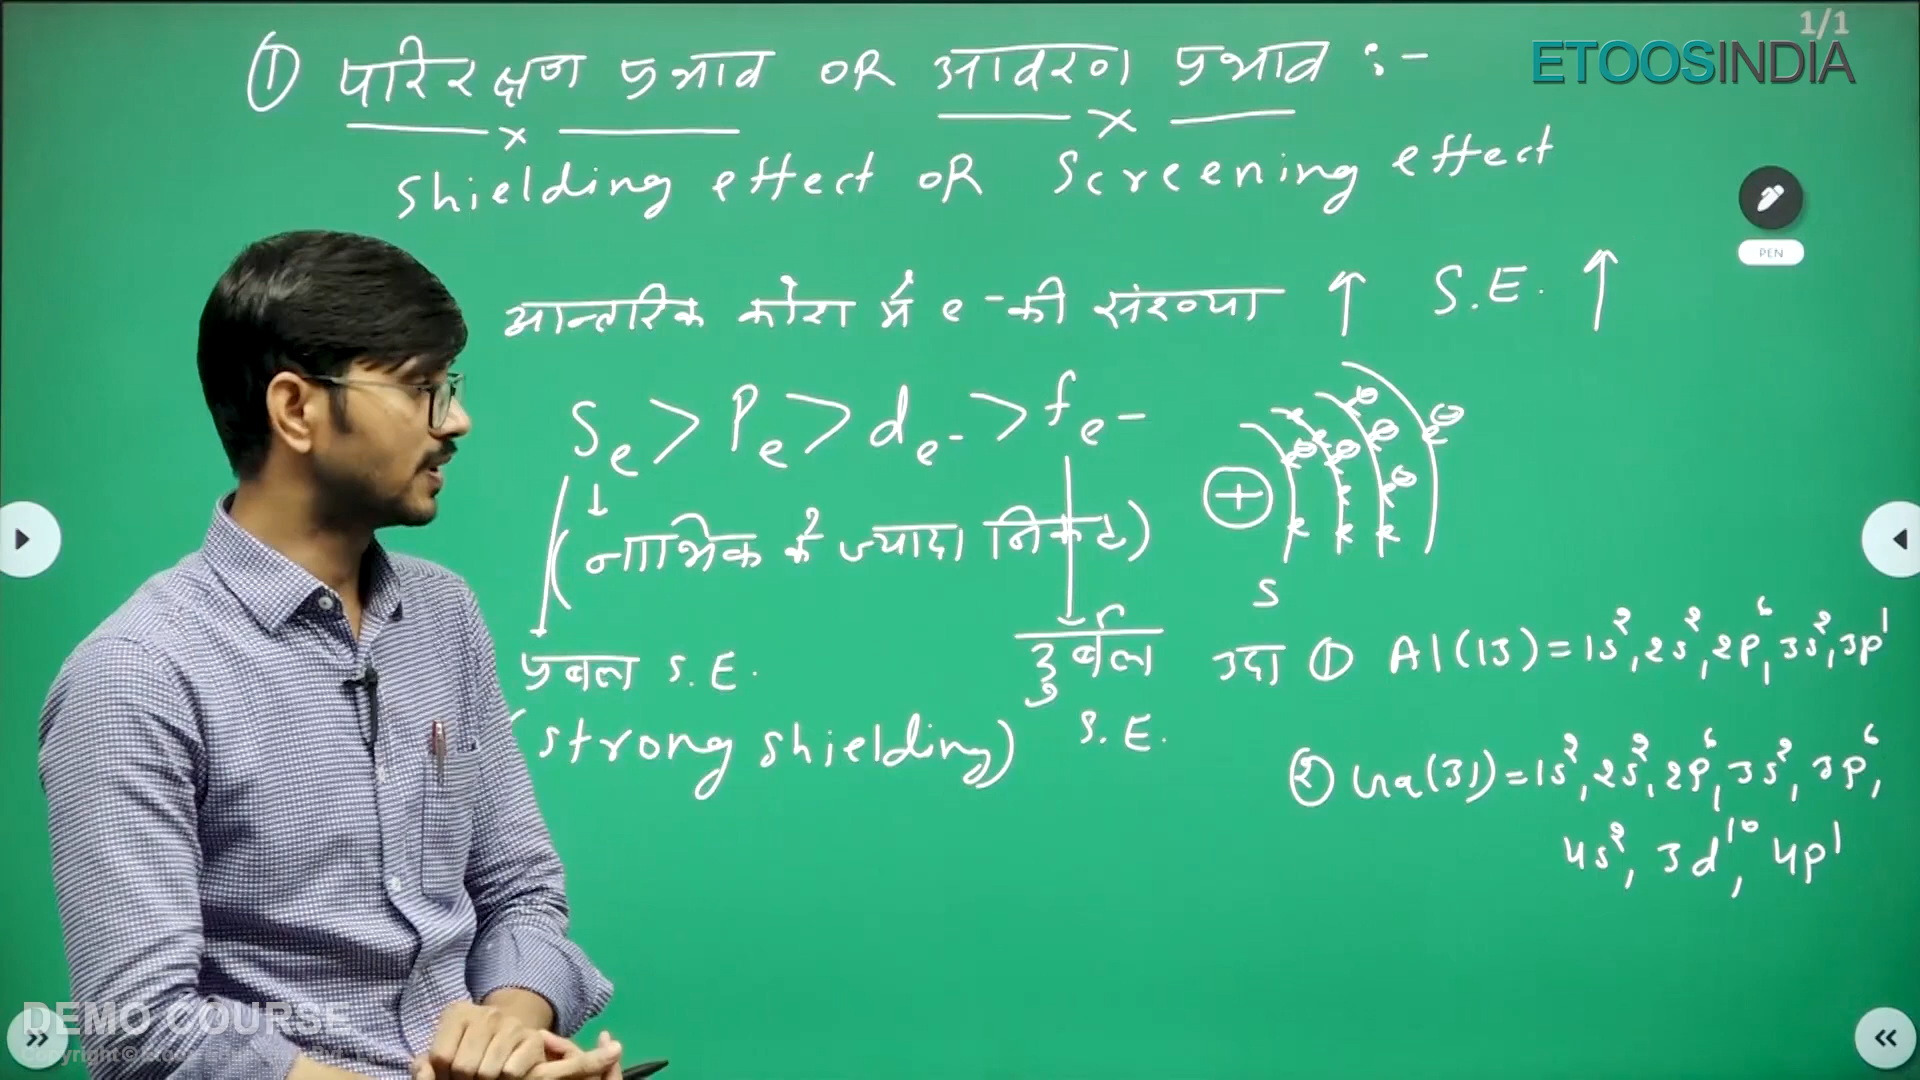 1/1
ETOOSINDIA
① परिरक्षण प्रभाव OR आवरण प्रभाव :-
Shielding effect OR Screening effect
PEN
आन्तरिक कोश में e⁻ की संख्या ↑ S.E. ↑
Se > Pe > de- > fe-
(नाभिक के ज्यादा निकट)
S
प्रबल S.E.
दुर्बल
S.E.
(strong shielding)
उदा ① Al(13) = 1s², 2s², 2p⁶, 3s², 3p¹
② Ga(31) = 1s², 2s², 2p⁶, 3s², 3p⁶,
4s², 3d¹⁰, 4p¹
DEMO COURSE